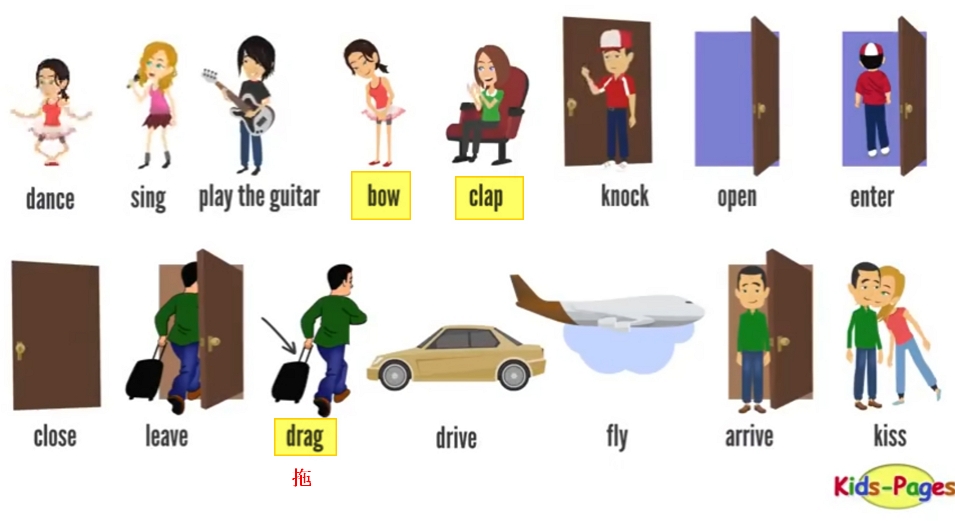 dance sing play the guitar bow clap knock open enter
close leave drag drive fly arrive kiss
拖
Kids-Pages